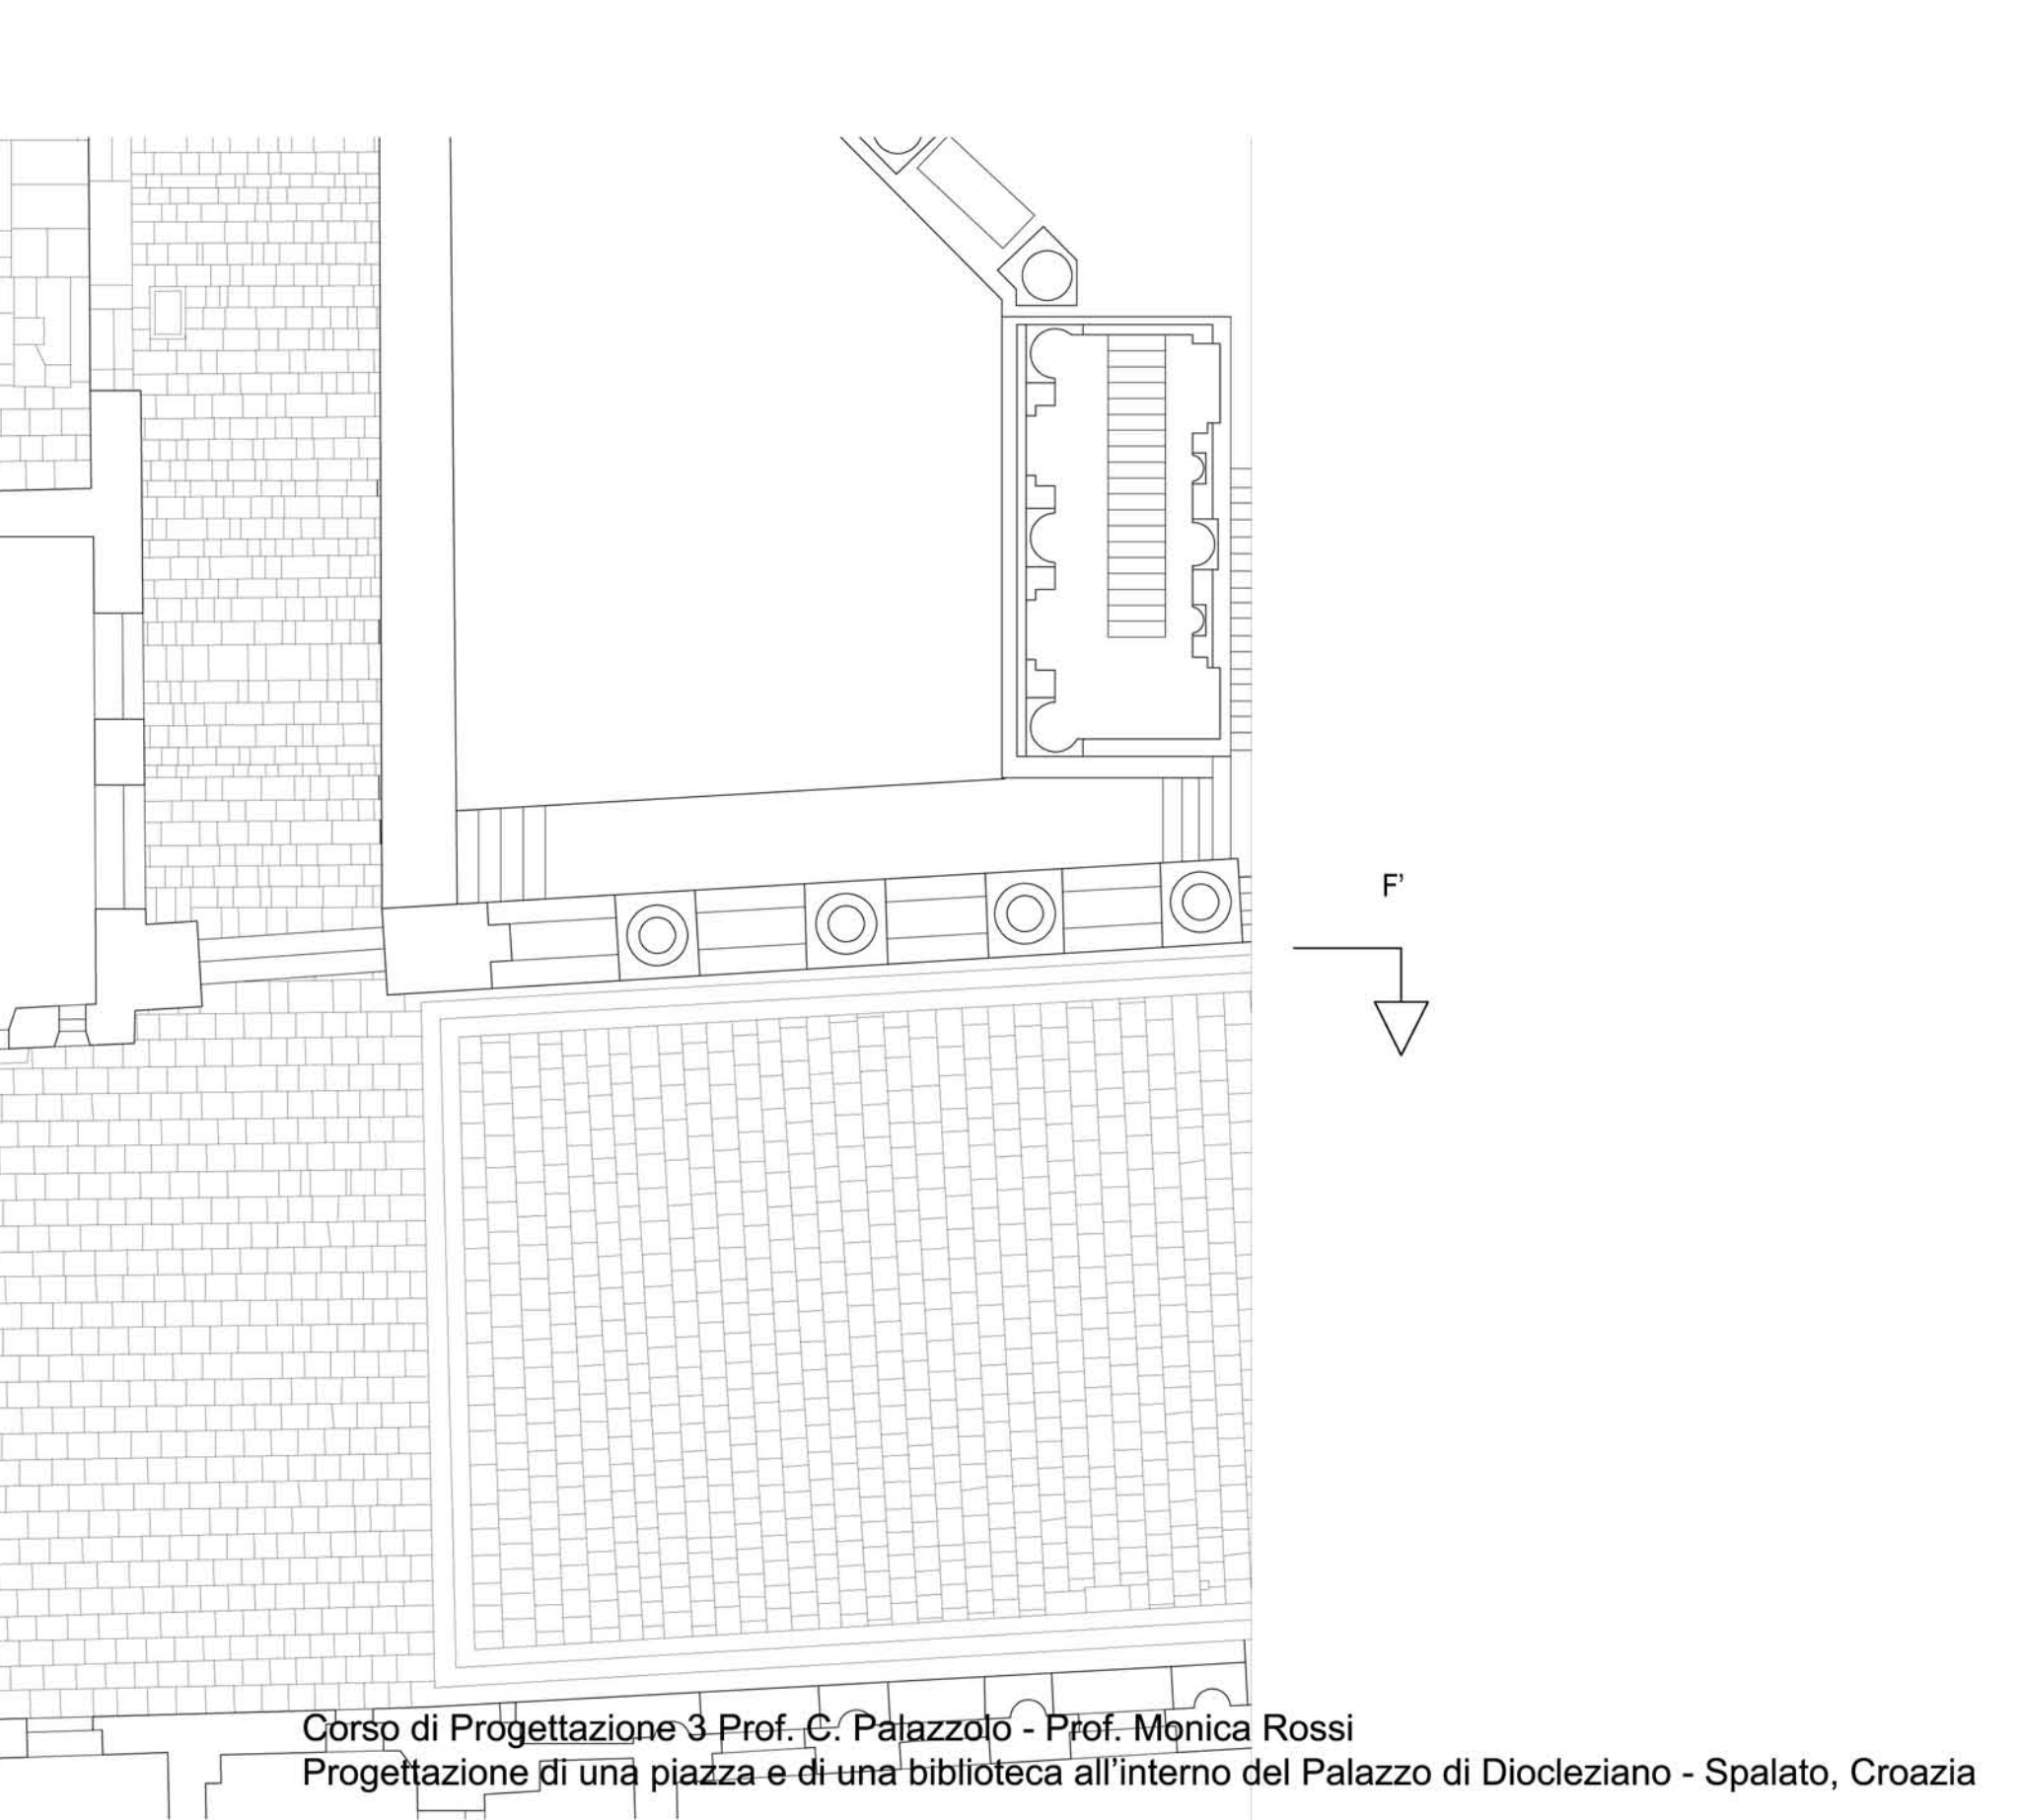 F’
Corso di Progettazione 3 Prof. C. Palazzolo - Prof. Monica Rossi
Progettazione di una piazza e di una biblioteca all’interno del Palazzo di Diocleziano - Spalato, Croazia